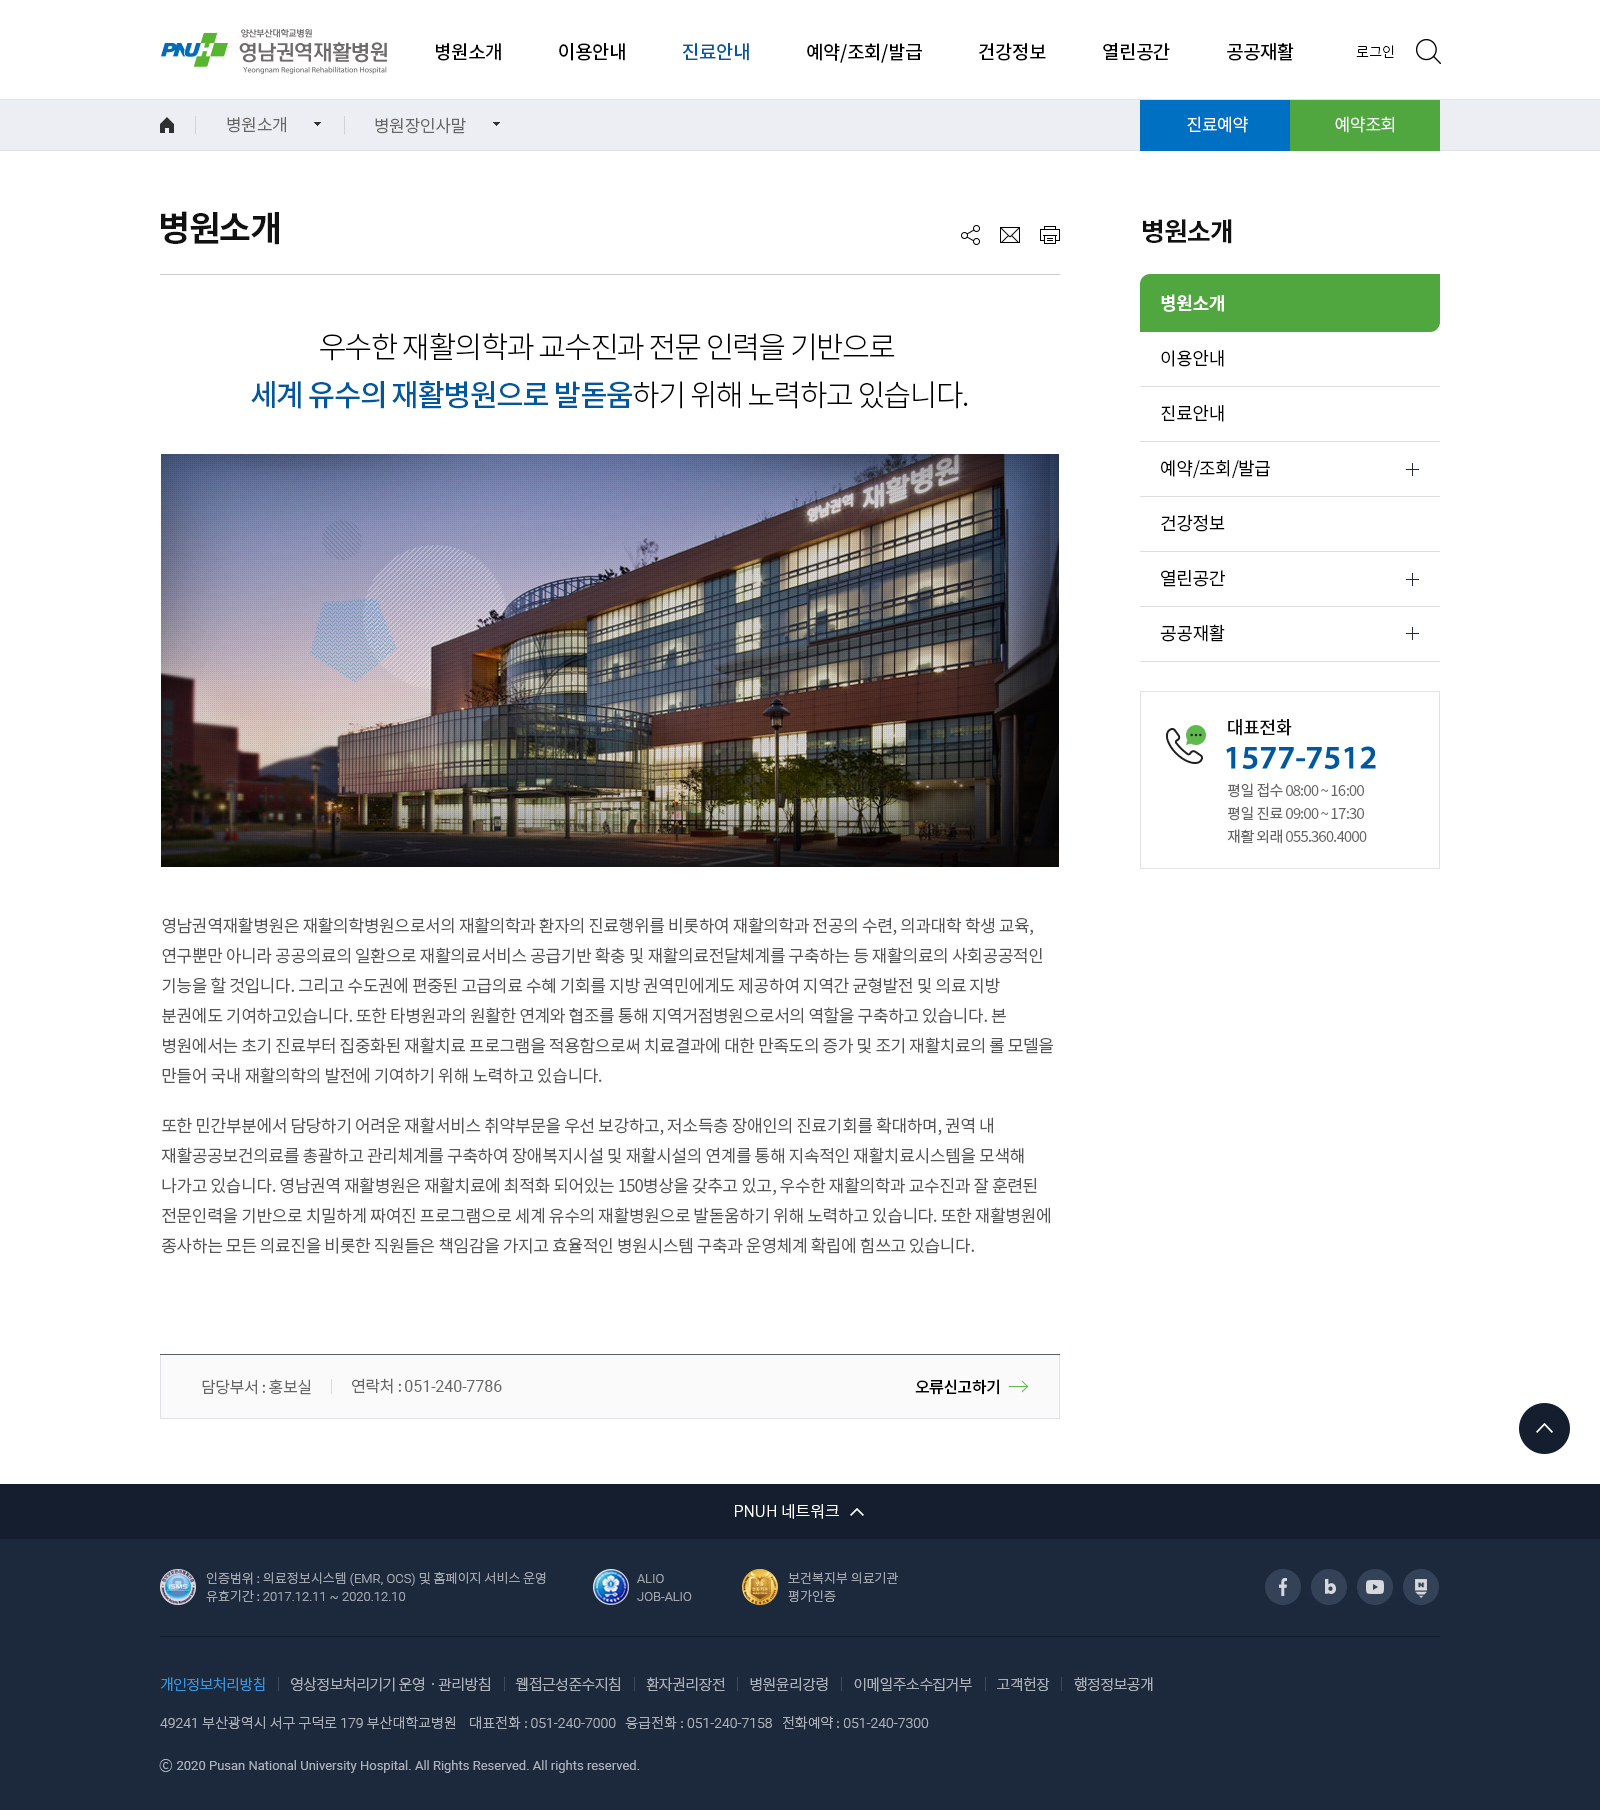 양산부산대학교병원
PNUH 영남권역재활병원
Yeongnam Regional Rehabilitation Hospital
병원소개 이용안내 진료안내 예약/조회/발급 건강정보 열린공간 공공재활 로그인
병원소개 병원장인사말 진료예약 예약조회
병원소개
우수한 재활의학과 교수진과 전문 인력을 기반으로
세계 유수의 재활병원으로 발돋움하기 위해 노력하고 있습니다.
영남권역 재활병원
영남권역재활병원은 재활의학병원으로서의 재활의학과 환자의 진료행위를 비롯하여 재활의학과 전공의 수련, 의과대학 학생 교육,
연구뿐만 아니라 공공의료의 일환으로 재활의료서비스 공급기반 확충 및 재활의료전달체계를 구축하는 등 재활의료의 사회공공적인
기능을 할 것입니다. 그리고 수도권에 편중된 고급의료 수혜 기회를 지방 권역민에게도 제공하여 지역간 균형발전 및 의료 지방
분권에도 기여하고있습니다. 또한 타병원과의 원활한 연계와 협조를 통해 지역거점병원으로서의 역할을 구축하고 있습니다. 본
병원에서는 초기 진료부터 집중화된 재활치료 프로그램을 적용함으로써 치료결과에 대한 만족도의 증가 및 조기 재활치료의 롤 모델을
만들어 국내 재활의학의 발전에 기여하기 위해 노력하고 있습니다.
또한 민간부분에서 담당하기 어려운 재활서비스 취약부문을 우선 보강하고, 저소득층 장애인의 진료기회를 확대하며, 권역 내
재활공공보건의료를 총괄하고 관리체계를 구축하여 장애복지시설 및 재활시설의 연계를 통해 지속적인 재활치료시스템을 모색해
나가고 있습니다. 영남권역 재활병원은 재활치료에 최적화 되어있는 150병상을 갖추고 있고, 우수한 재활의학과 교수진과 잘 훈련된
전문인력을 기반으로 치밀하게 짜여진 프로그램으로 세계 유수의 재활병원으로 발돋움하기 위해 노력하고 있습니다. 또한 재활병원에
종사하는 모든 의료진을 비롯한 직원들은 책임감을 가지고 효율적인 병원시스템 구축과 운영체계 확립에 힘쓰고 있습니다.
담당부서 : 홍보실 연락처 : 051-240-7786 오류신고하기
병원소개
병원소개
이용안내
진료안내
예약/조회/발급
건강정보
열린공간
공공재활
대표전화
1577-7512
평일 접수 08:00 ~ 16:00
평일 진료 09:00 ~ 17:30
재활 외래 055.360.4000
PNUH 네트워크
인증범위 : 의료정보시스템 (EMR, OCS) 및 홈페이지 서비스 운영
유효기간 : 2017.12.11 ~ 2020.12.10
ALIO
JOB-ALIO
보건복지부 의료기관
평가인증
개인정보처리방침 영상정보처리기기 운영 · 관리방침 웹접근성준수지침 환자권리장전 병원윤리강령 이메일주소수집거부 고객헌장 행정정보공개
49241 부산광역시 서구 구덕로 179 부산대학교병원 대표전화 : 051-240-7000 응급전화 : 051-240-7158 전화예약 : 051-240-7300
© 2020 Pusan National University Hospital. All Rights Reserved. All rights reserved.